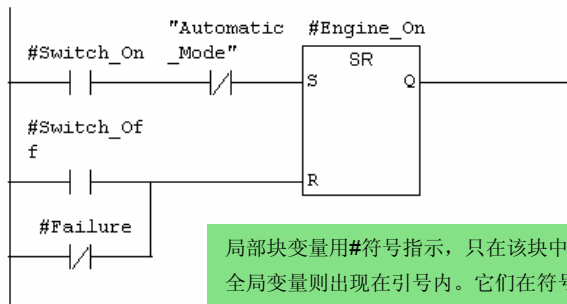 "Automatic
_Mode"
#Engine_On
#Switch_On
SR
S
Q
#Switch_Of
f
R
#Failure
局部块变量用#符号指示，只在该块中
全局变量则出现在引号内。它们在符